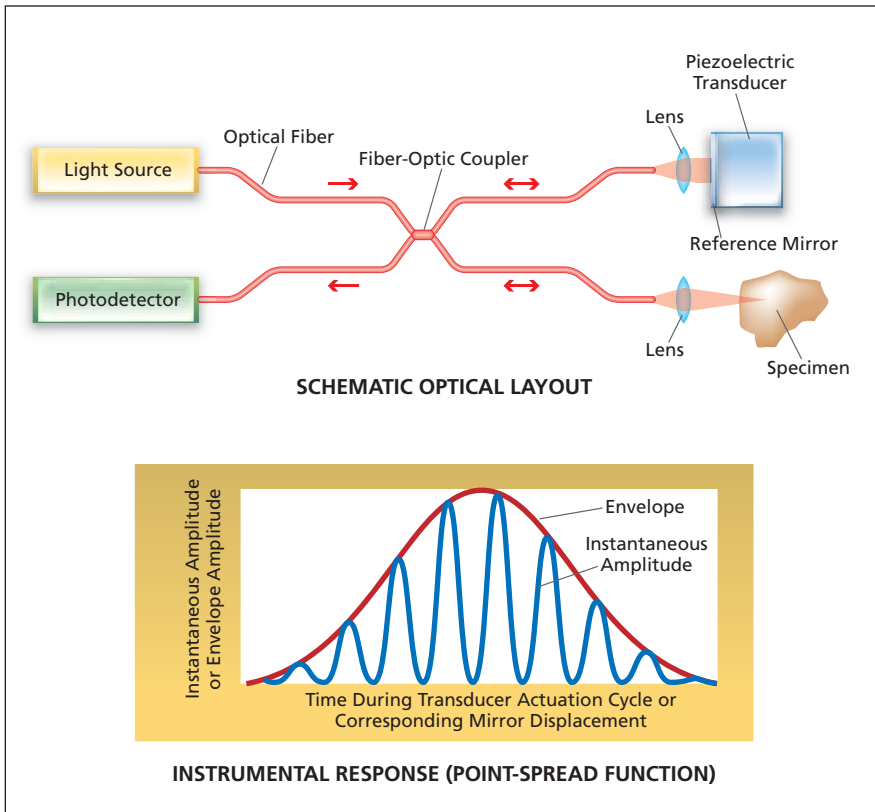 Piezoelectric
Transducer
Lens
Optical Fiber
Fiber-Optic Coupler
Light Source
Reference Mirror
Photodetector
Lens
Specimen
SCHEMATIC OPTICAL LAYOUT
Instantaneous Amplitude
or Envelope Amplitude
Envelope
Instantaneous
Amplitude
Time During Transducer Actuation Cycle or
Corresponding Mirror Displacement
INSTRUMENTAL RESPONSE (POINT-SPREAD FUNCTION)